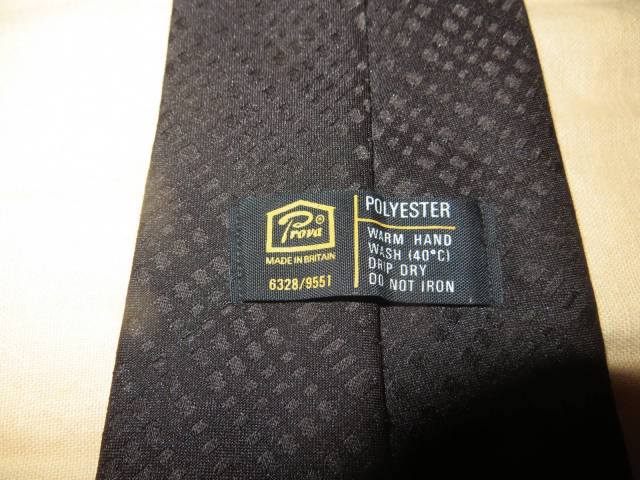 Prova®
MADE IN BRITAIN
6328/9551
POLYESTER
WARM HAND
WASH (40°C)
DRIP DRY
DO NOT IRON